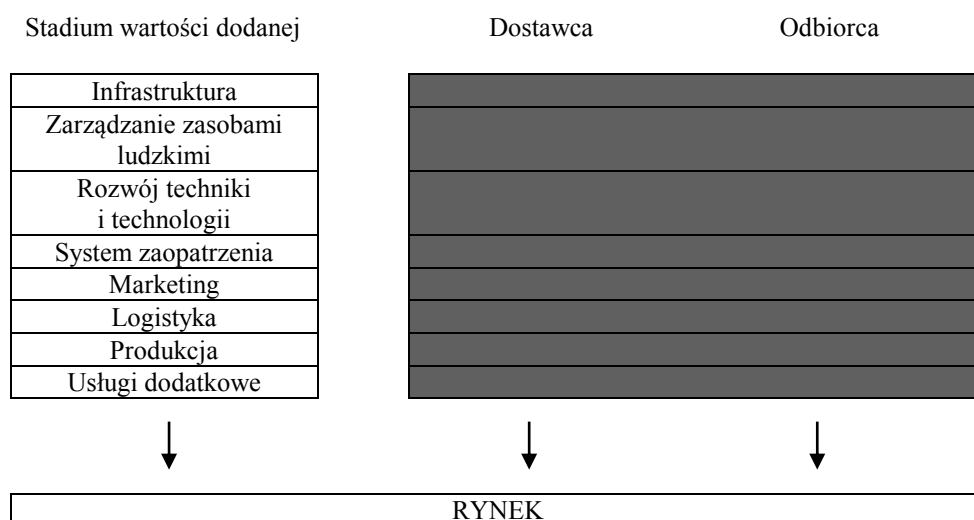 Stadium wartości dodanej
Dostawca
Odbiorca
Infrastruktura
Zarządzanie zasobami
ludzkimi
Rozwój techniki
i technologii
System zaopatrzenia
Marketing
Logistyka
Produkcja
Usługi dodatkowe
RYNEK